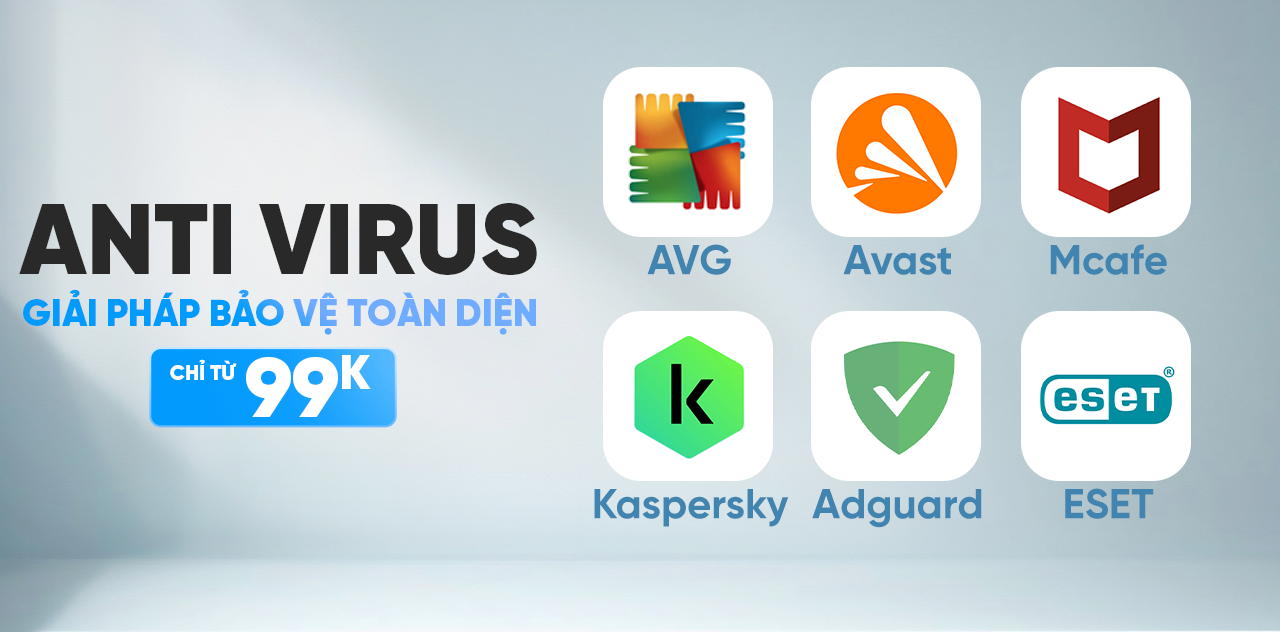 ANTI VIRUS
GIẢI PHÁP BẢO VỆ TOÀN DIỆN
CHỈ TỪ 99K
AVG
Avast
Mcafe
k
Kaspersky
Adguard
eseT®
ESET